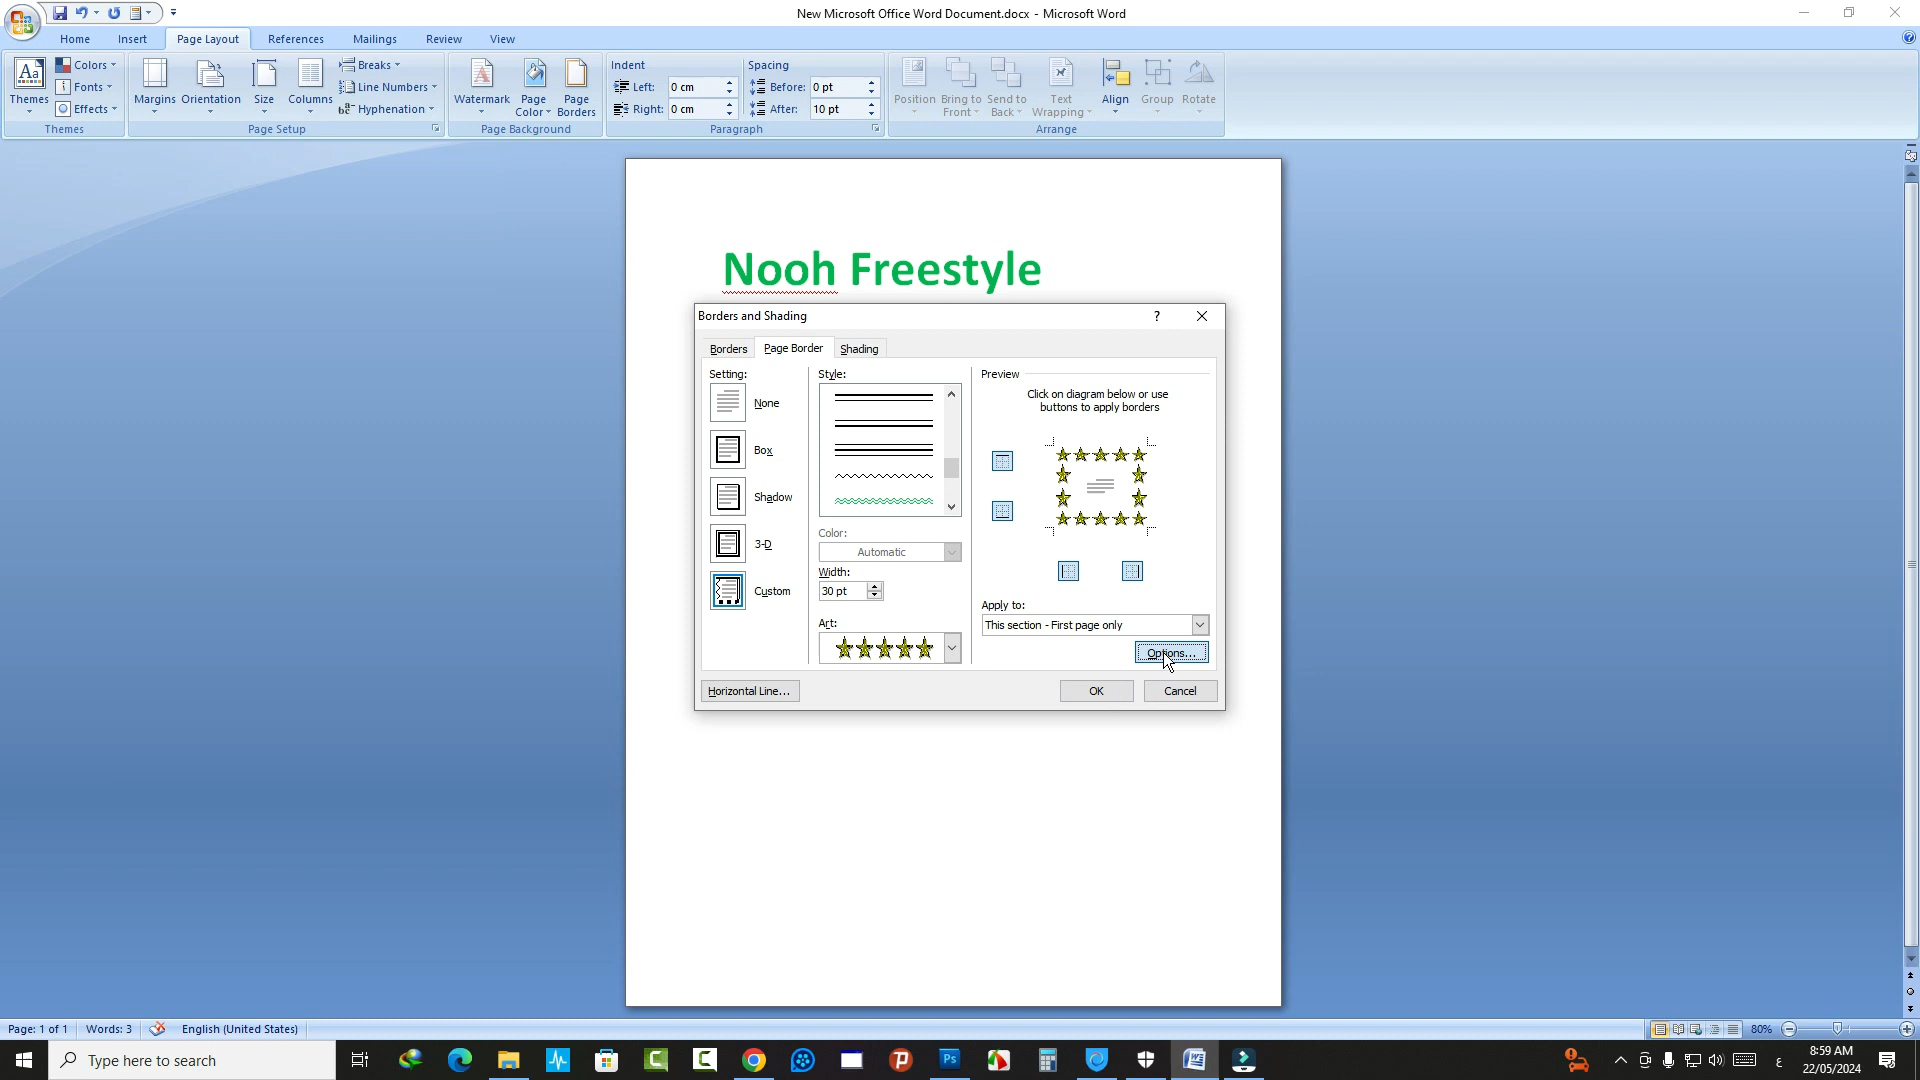 New Microsoft Office Word Document.docx - Microsoft Word
Home Insert Page Layout References Mailings Review View
Themes Colors Fonts Effects
Margins Orientation Size Columns Breaks Line Numbers Hyphenation
Watermark Page Color Page Borders
Indent Left: 0 cm Right: 0 cm
Spacing Before: 0 pt After: 10 pt
Position Bring to Front Send to Back Text Wrapping Align Group Rotate
Themes Page Setup Page Background Paragraph Arrange
Nooh Freestyle
Borders and Shading
Borders Page Border Shading
Setting:
None
Box
Shadow
3-D
Custom
Style:
Color:
Automatic
Width:
30 pt
Art:
Preview
Click on diagram below or use
buttons to apply borders
Apply to:
This section - First page only
Options...
Horizontal Line... OK Cancel
Page: 1 of 1 Words: 3 English (United States) 80%
Type here to search
8:59 AM
22/05/2024